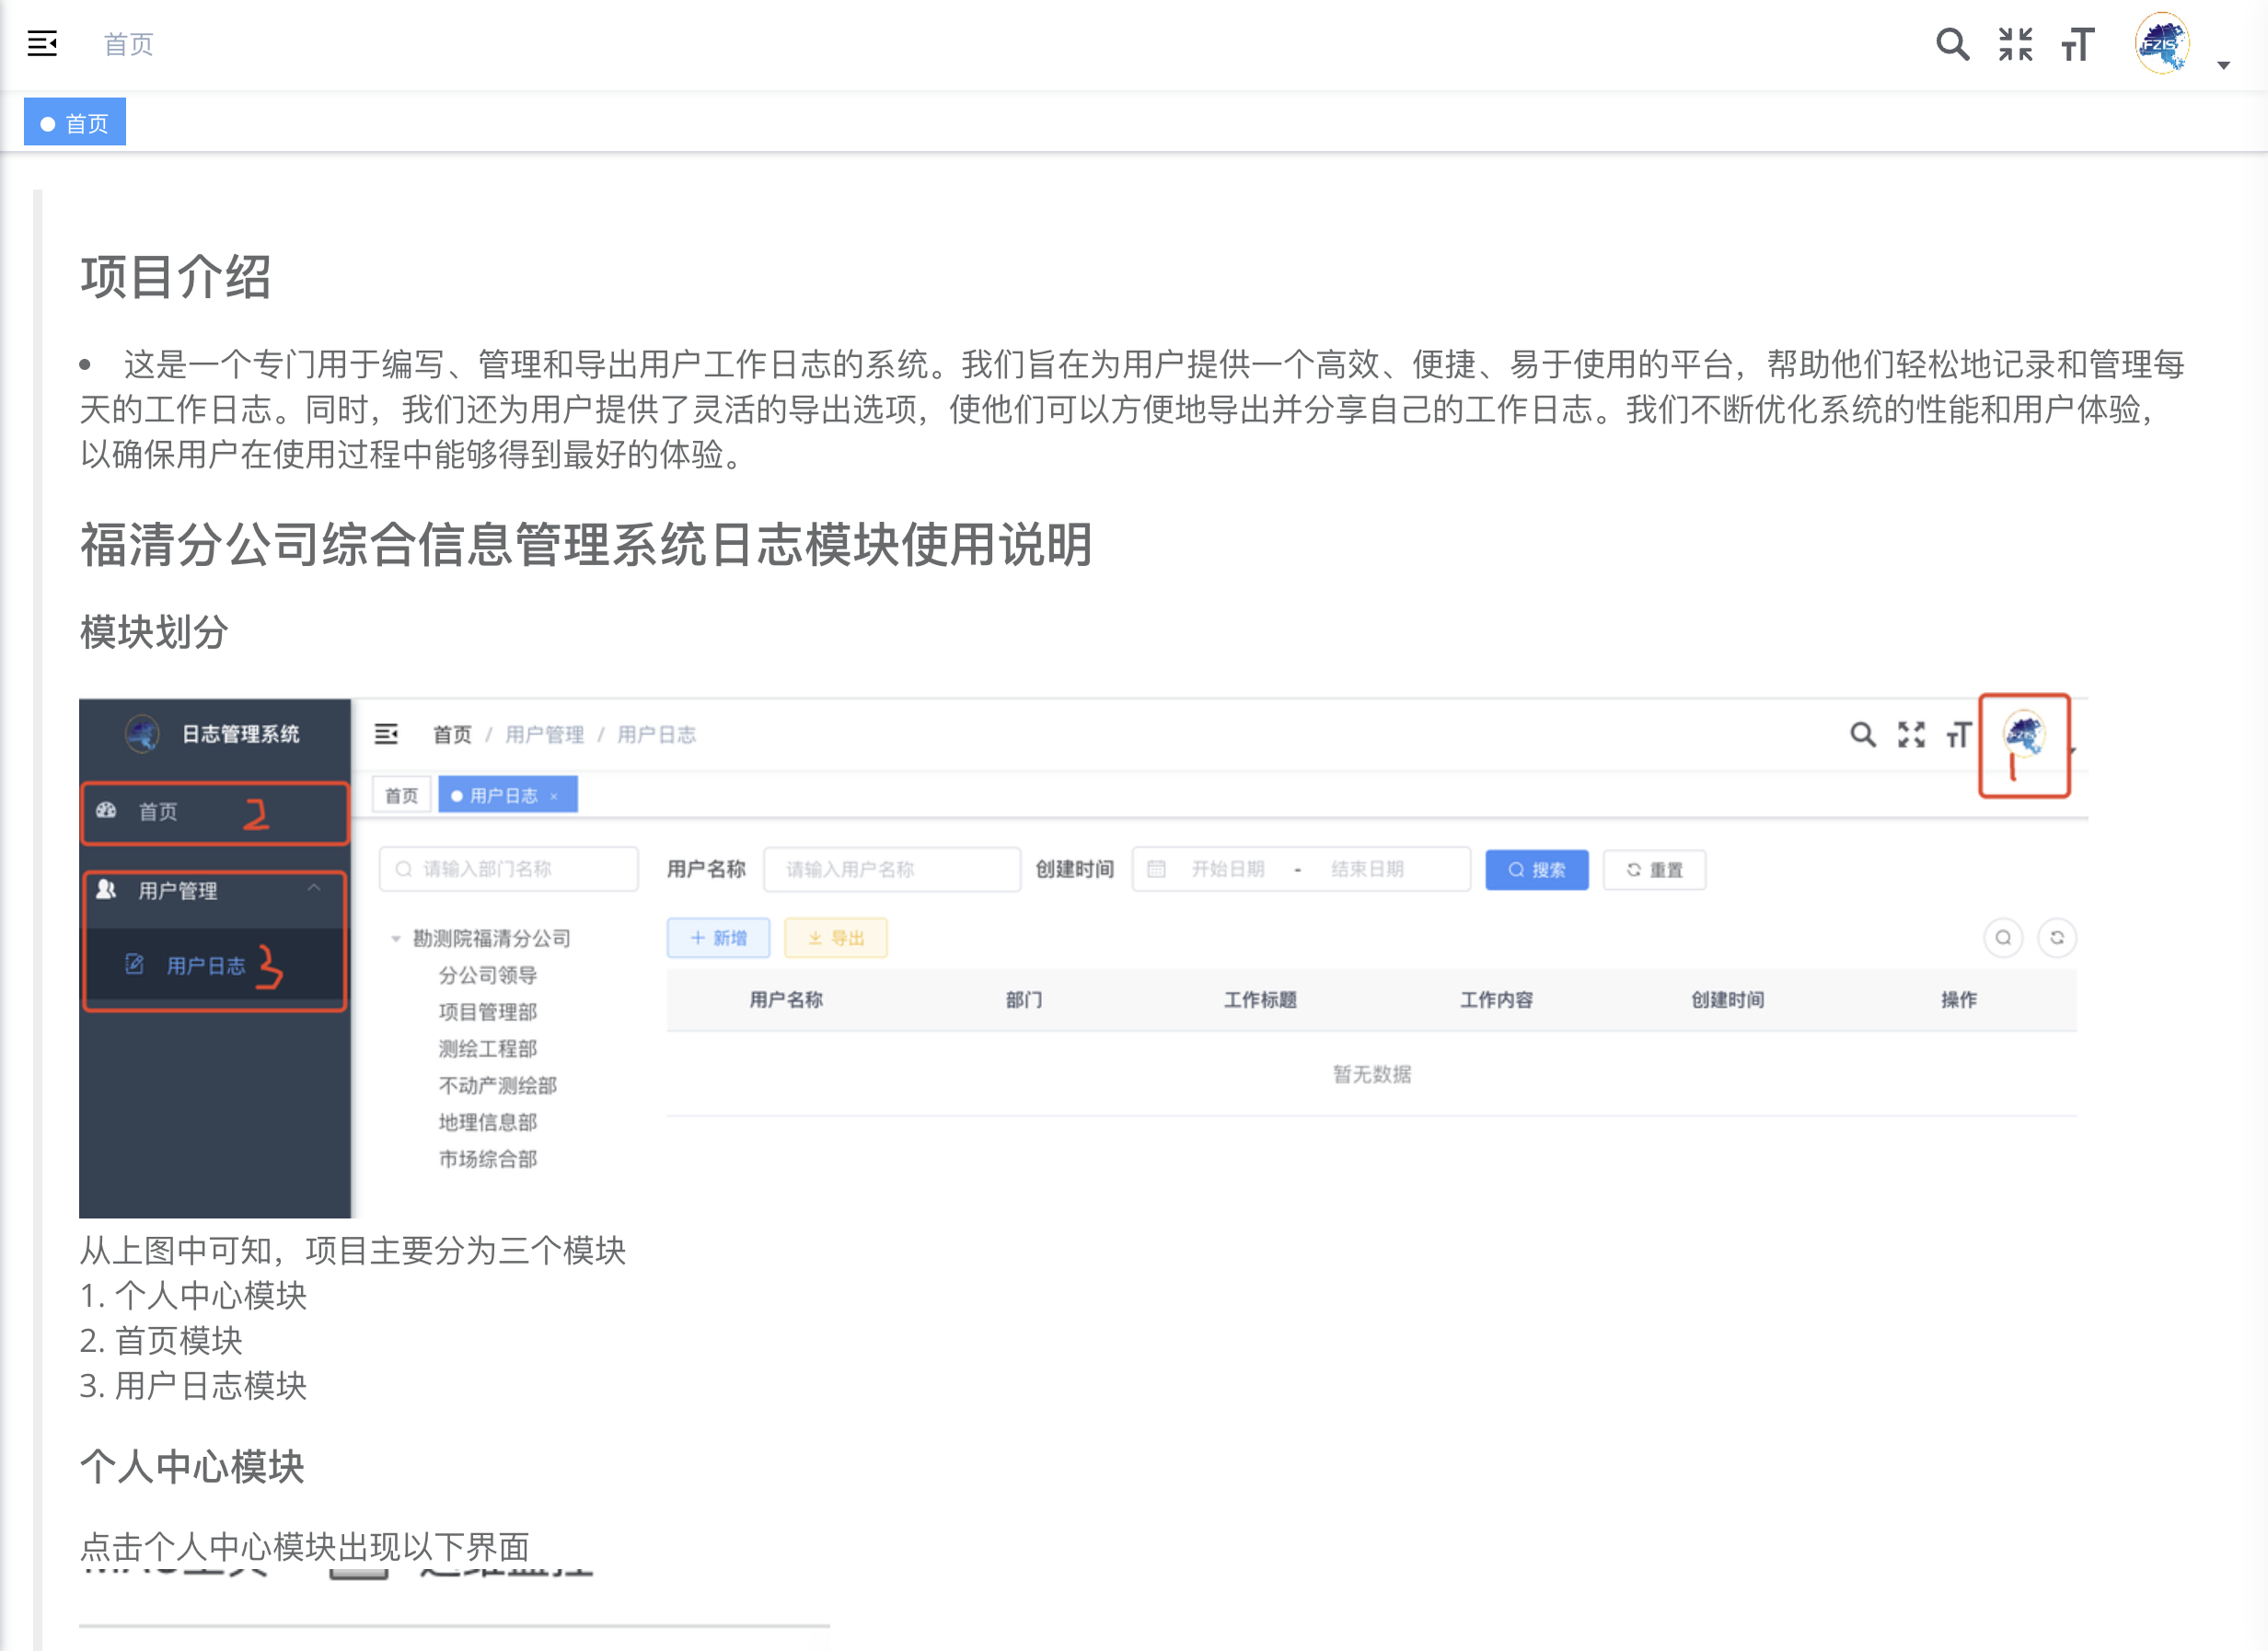 首页
首页
项目介绍
这是一个专门用于编写、管理和导出用户工作日志的系统。我们旨在为用户提供一个高效、便捷、易于使用的平台，帮助他们轻松地记录和管理每
天的工作日志。同时，我们还为用户提供了灵活的导出选项，使他们可以方便地导出并分享自己的工作日志。我们不断优化系统的性能和用户体验，
以确保用户在使用过程中能够得到最好的体验。
福清分公司综合信息管理系统日志模块使用说明
模块划分
日志管理系统
首页 / 用户管理 / 用户日志
FZIS
1
首页 用户日志 ×
首页 2
用户管理
用户日志 3
请输入部门名称 用户名称 请输入用户名称 创建时间 开始日期 - 结束日期 搜索 重置
勘测院福清分公司
分公司领导
项目管理部
测绘工程部
不动产测绘部
地理信息部
市场综合部
新增 导出
用户名称 部门 工作标题 工作内容 创建时间 操作
暂无数据
从上图中可知，项目主要分为三个模块
1. 个人中心模块
2. 首页模块
3. 用户日志模块
个人中心模块
点击个人中心模块出现以下界面